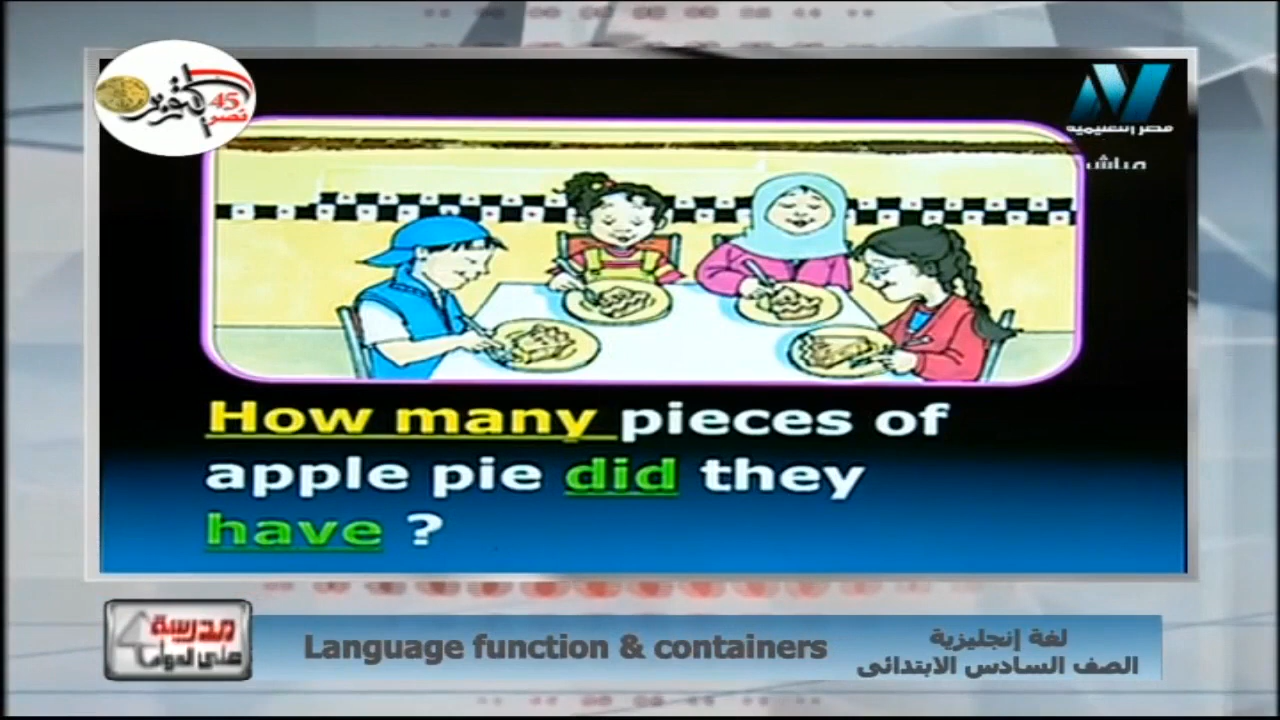 أكتوبر
45
نصر
مصر التعليمية
مباشر
How many pieces of
apple pie did they
have ?
مدرسة
على الهواء
Language function & containers
لغة إنجليزية
الصف السادس الابتدائى